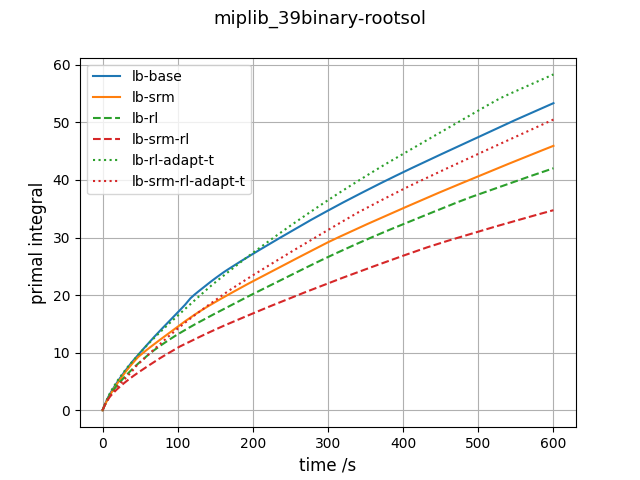 miplib_39binary-rootsol
primal integral
60
50
40
30
20
10
0
lb-base
lb-srm
lb-rl
lb-srm-rl
lb-rl-adapt-t
lb-srm-rl-adapt-t
0 100 200 300 400 500 600
time /s